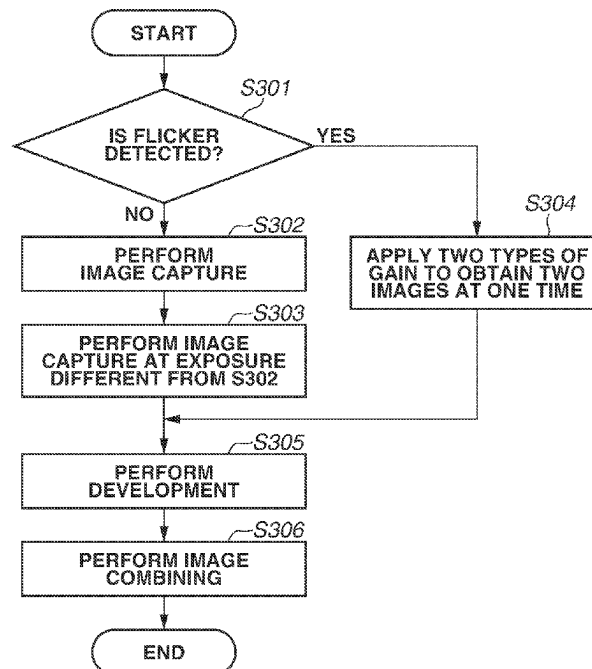 START
S301
IS FLICKER
DETECTED?
YES
NO
S302
PERFORM
IMAGE CAPTURE
S304
APPLY TWO TYPES OF
GAIN TO OBTAIN TWO
IMAGES AT ONE TIME
S303
PERFORM IMAGE
CAPTURE AT EXPOSURE
DIFFERENT FROM S302
S305
PERFORM
DEVELOPMENT
S306
PERFORM IMAGE
COMBINING
END